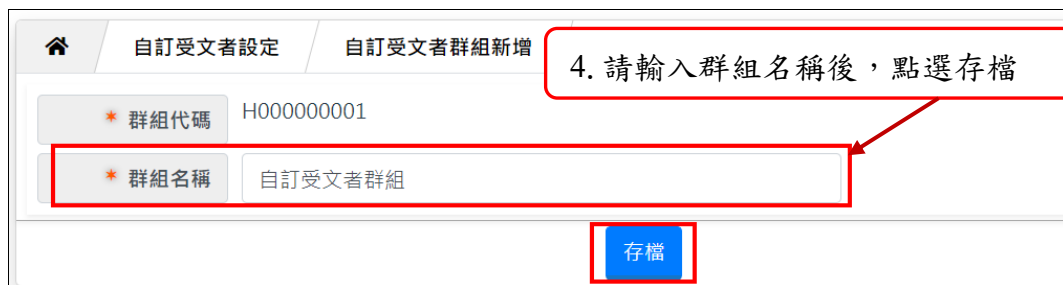 自訂受文者設定
自訂受文者群組新增
4. 請輸入群組名稱後，點選存檔
* 群組代碼 H000000001
* 群組名稱 自訂受文者群組
存檔